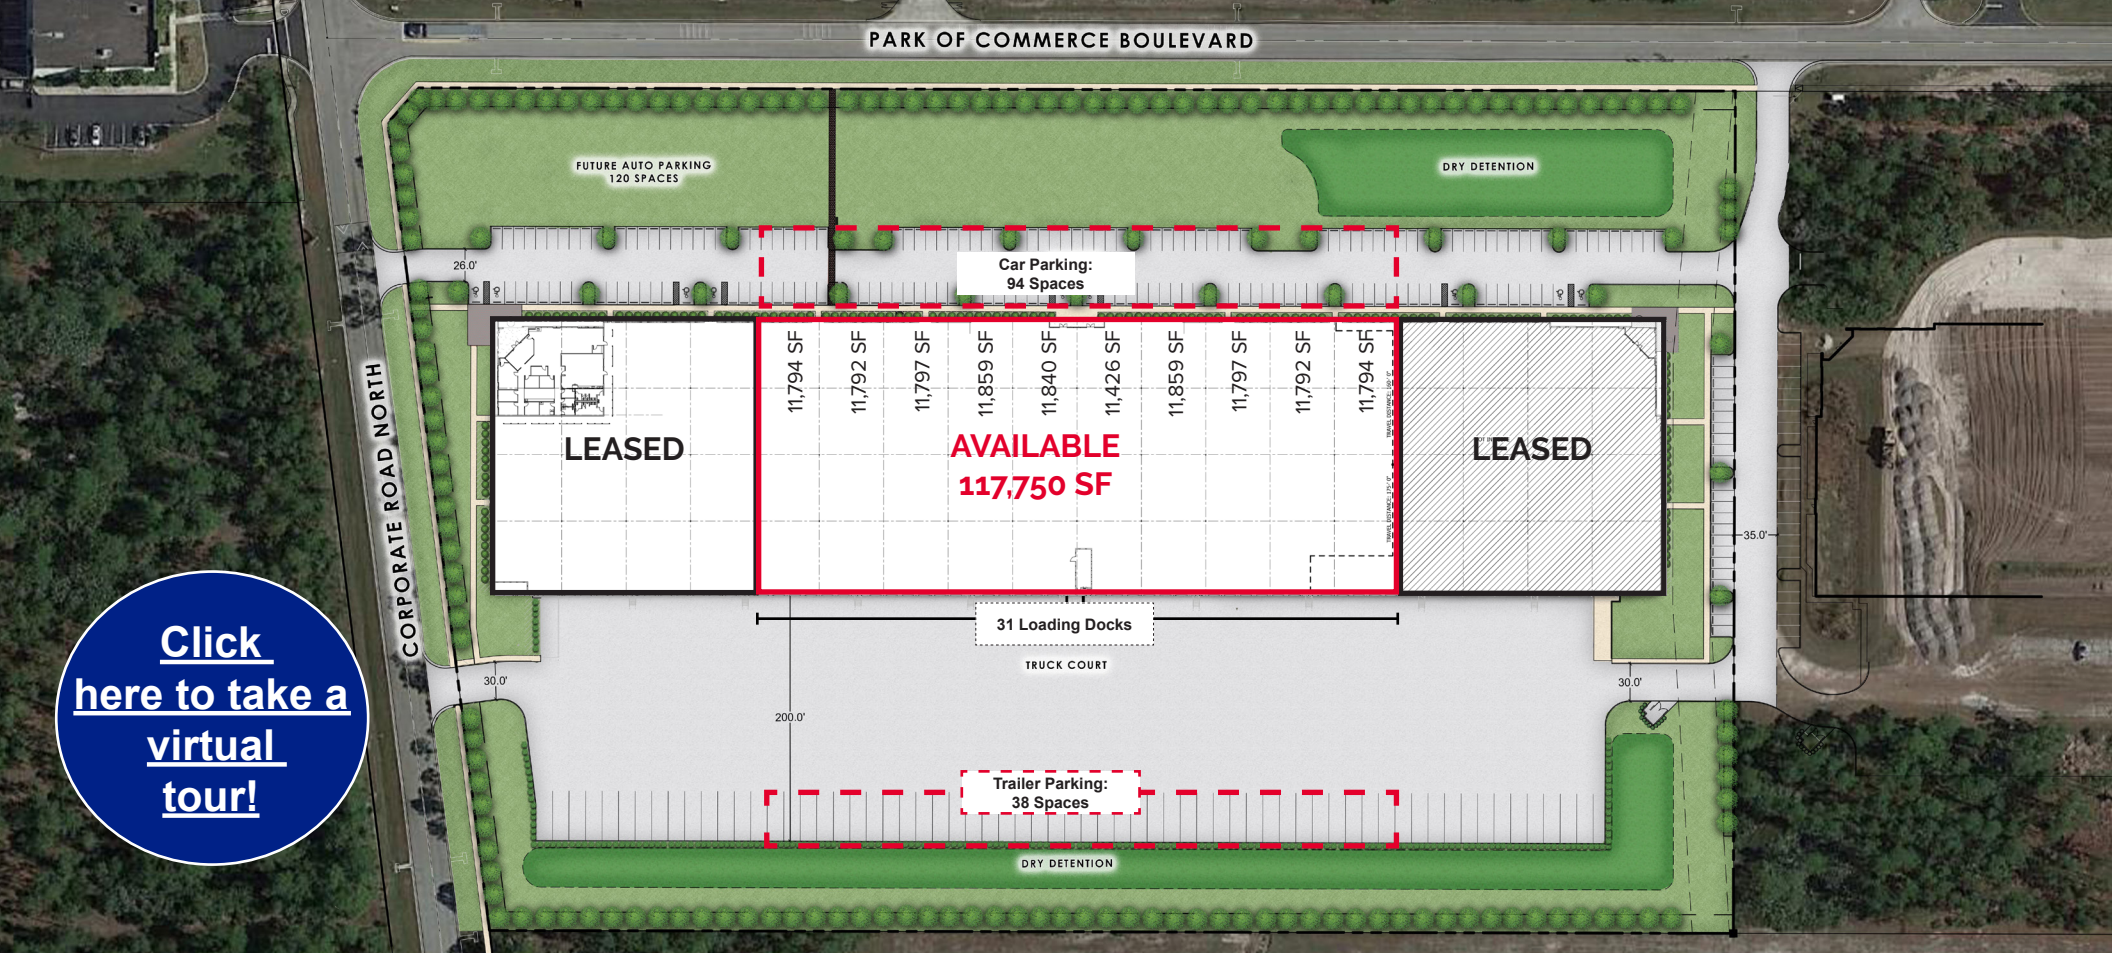 PARK OF COMMERCE BOULEVARD
FUTURE AUTO PARKING
120 SPACES
DRY DETENTION
26.0'
Car Parking:
94 Spaces
CORPORATE ROAD NORTH
11,794 SF
11,792 SF
11,797 SF
11,859 SF
11,840 SF
11,426 SF
11,859 SF
11,797 SF
11,792 SF
11,794 SF
LEASED
AVAILABLE
117,750 SF
LEASED
35.0'
31 Loading Docks
TRUCK COURT
30.0'
30.0'
200.0'
Trailer Parking:
38 Spaces
DRY DETENTION
Click
here to take a
virtual
tour!